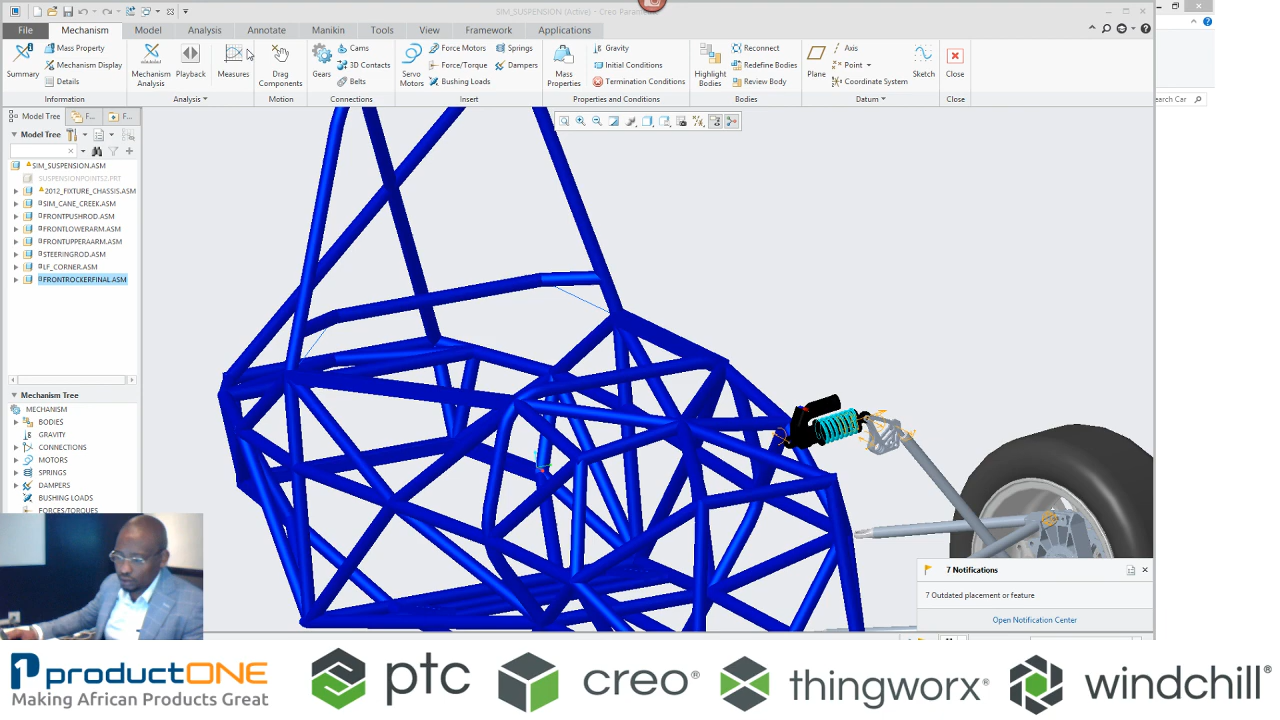 SIM_SUSPENSION (Active) - Creo Parametric
File Mechanism Model Analysis Annotate Manikin Tools View Framework Applications
Summary
Mass Property
Mechanism Display
Details
Information
Mechanism Analysis
Playback
Measures
Analysis
Drag Components
Motion
Gears
Cams
3D Contacts
Belts
Connections
Servo Motors
Force Motors
Force/Torque
Bushing Loads
Springs
Dampers
Insert
Mass Properties
Gravity
Initial Conditions
Termination Conditions
Properties and Conditions
Highlight Bodies
Reconnect
Redefine Bodies
Review Body
Bodies
Plane
Axis
Point
Coordinate System
Sketch
Datum
Close
Close
earch Car
Model Tree F... F...
Model Tree
SIM_SUSPENSION.ASM
SUSPENSIONPOINTS2.PRT
2012_FIXTURE_CHASSIS.ASM
SIM_CANE_CREEK.ASM
FRONTPUSHROD.ASM
FRONTLOWERARM.ASM
FRONTUPPERAARM.ASM
STEERINGROD.ASM
LF_CORNER.ASM
FRONTROCKERFINAL.ASM
Mechanism Tree
MECHANISM
BODIES
GRAVITY
CONNECTIONS
MOTORS
SPRINGS
DAMPERS
BUSHING LOADS
FORCES/TORQUES
7 Notifications
7 Outdated placement or feature
Open Notification Center
productONE
Making African Products Great
ptc
creo®
thingworx®
windchill®